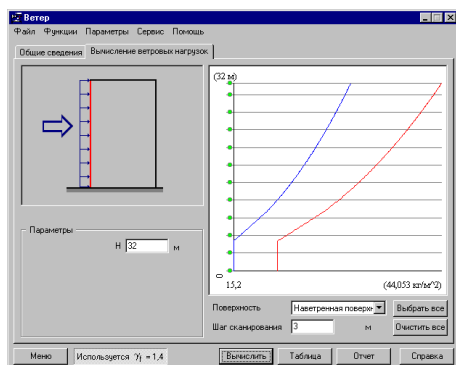 Ветер
Файл Функции Параметры Сервис Помощь
Общие сведения Вычисление ветровых нагрузок
(32 м)
0
15,2 (44,053 кг/м^2)
Параметры
H 32 м
Поверхность Наветренная поверхн Выбрать все
Шаг сканирования 3 м Очистить все
Меню Используется γf = 1,4 Вычислить Таблица Отчет Справка